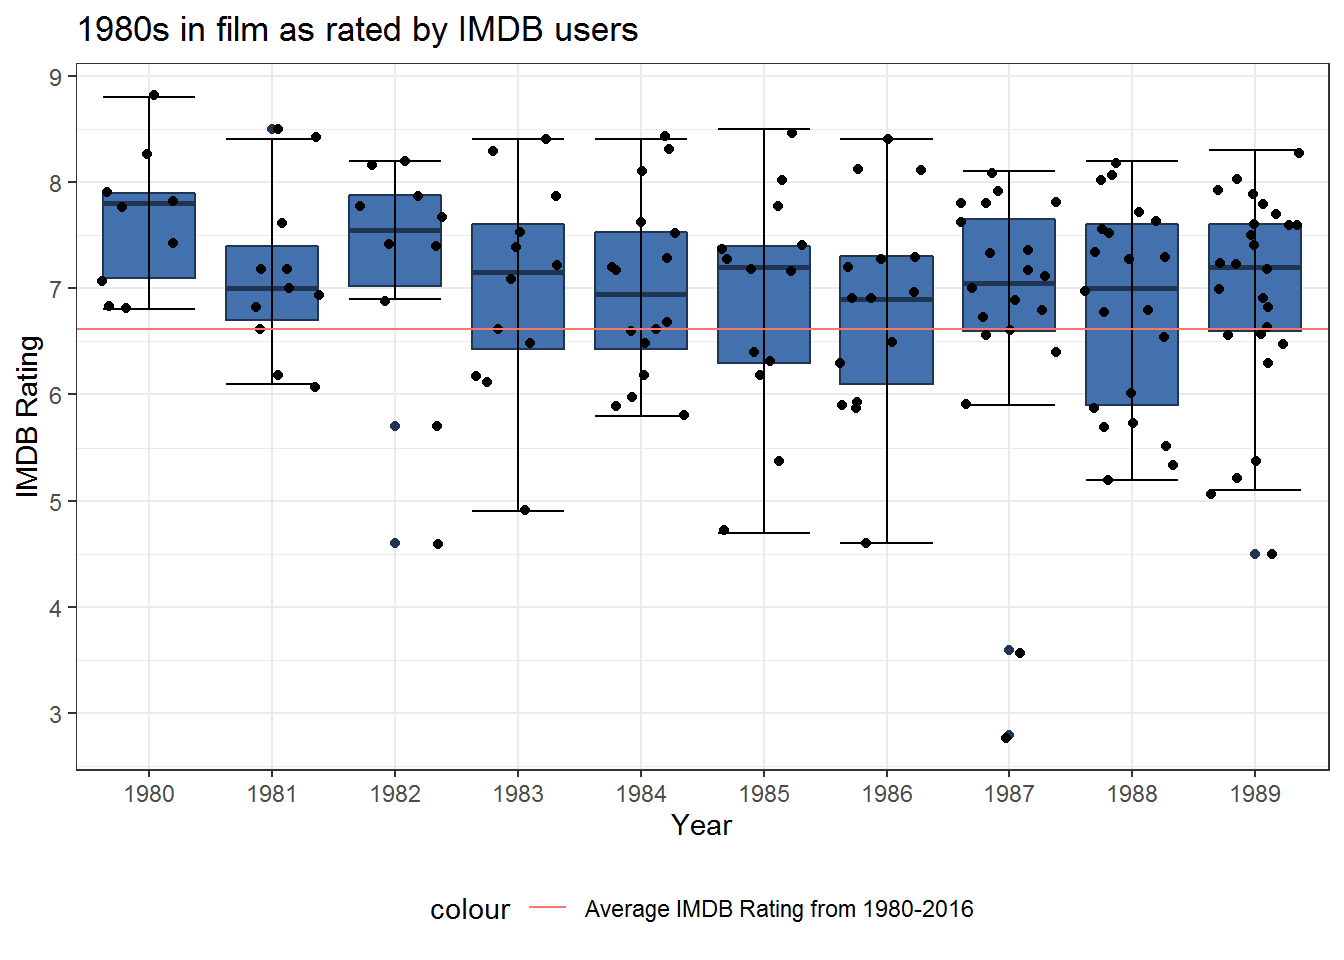 1980s in film as rated by IMDB users
9
8
7
6
5
4
3
IMDB Rating
1980 1981 1982 1983 1984 1985 1986 1987 1988 1989
Year
colour Average IMDB Rating from 1980-2016